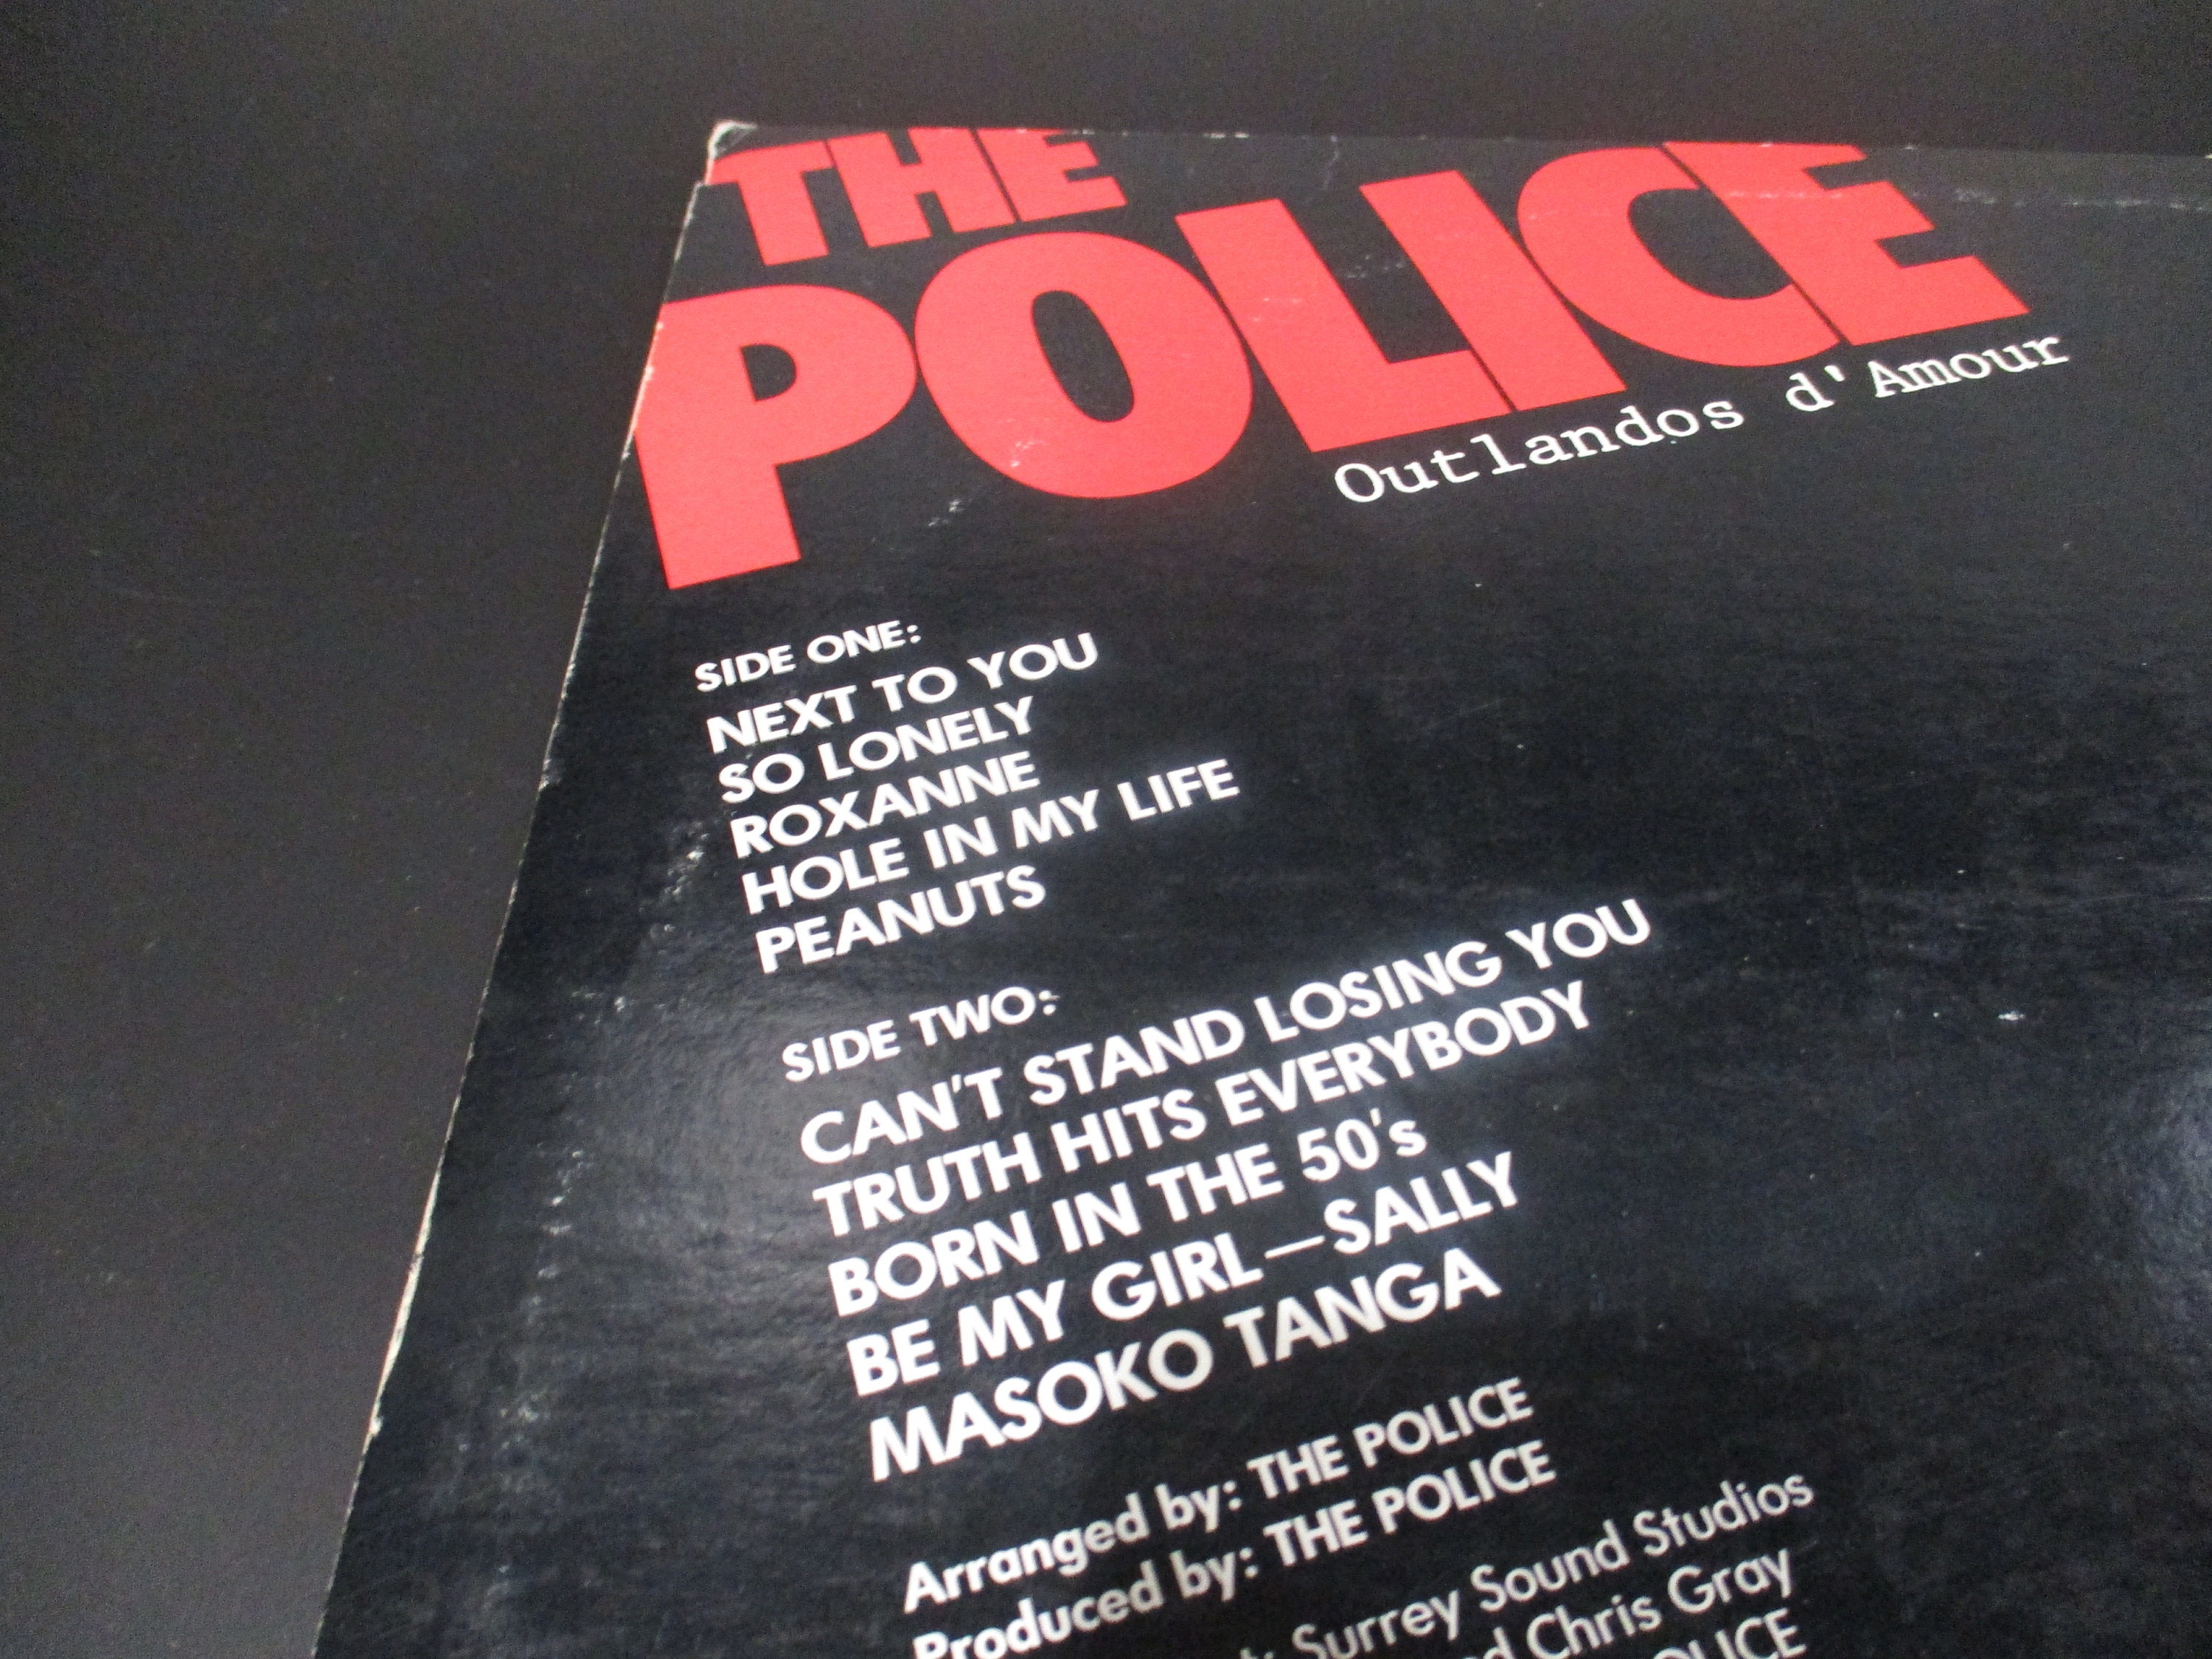 THE
POLICE
Outlandos d'Amour
SIDE ONE:
NEXT TO YOU
SO LONELY
ROXANNE
HOLE IN MY LIFE
PEANUTS
SIDE TWO:
CAN'T STAND LOSING YOU
TRUTH HITS EVERYBODY
BORN IN THE 50's
BE MY GIRL—SALLY
MASOKO TANGA
Arranged by: THE POLICE
Produced by: THE POLICE
Surrey Sound Studios
Chris Gray
POLICE